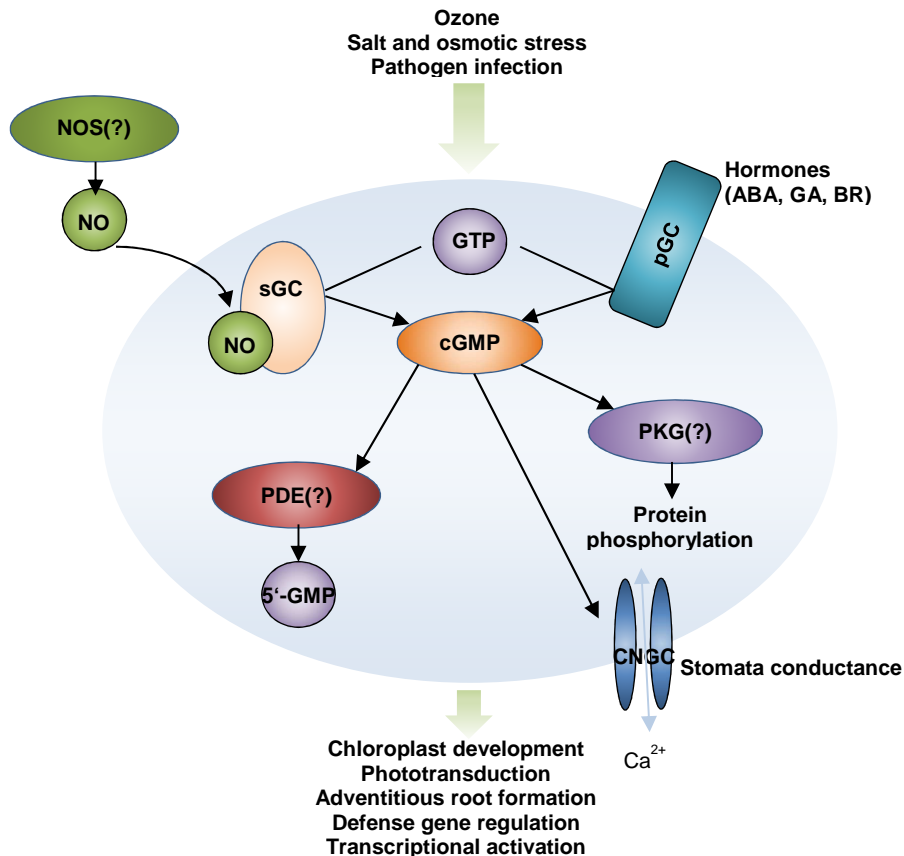 Ozone
Salt and osmotic stress
Pathogen infection
NOS(?)
Hormones
(ABA, GA, BR)
NO
GTP
pGC
sGC
NO
cGMP
PKG(?)
PDE(?)
Protein
phosphorylation
5‘-GMP
CNGC
Stomata conductance
Ca²⁺
Chloroplast development
Phototransduction
Adventitious root formation
Defense gene regulation
Transcriptional activation